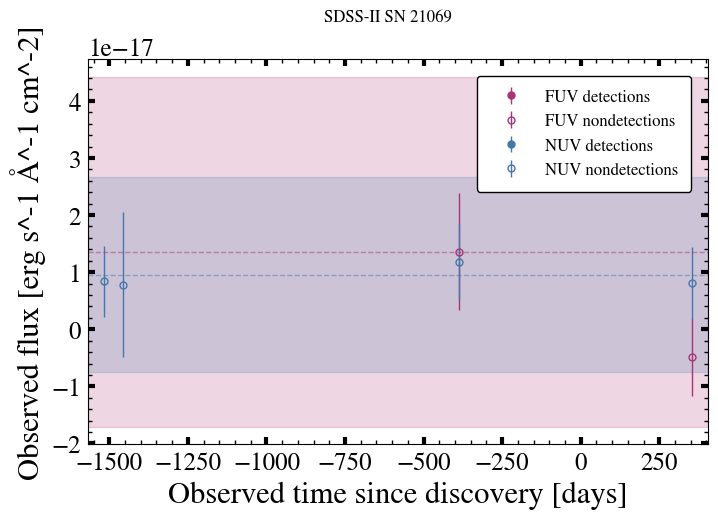 SDSS-II SN 21069
1e−17
Observed flux [erg s^-1 Å^-1 cm^-2]
4
3
2
1
0
−1
−2
FUV detections
FUV nondetections
NUV detections
NUV nondetections
−1500 −1250 −1000 −750 −500 −250 0 250
Observed time since discovery [days]